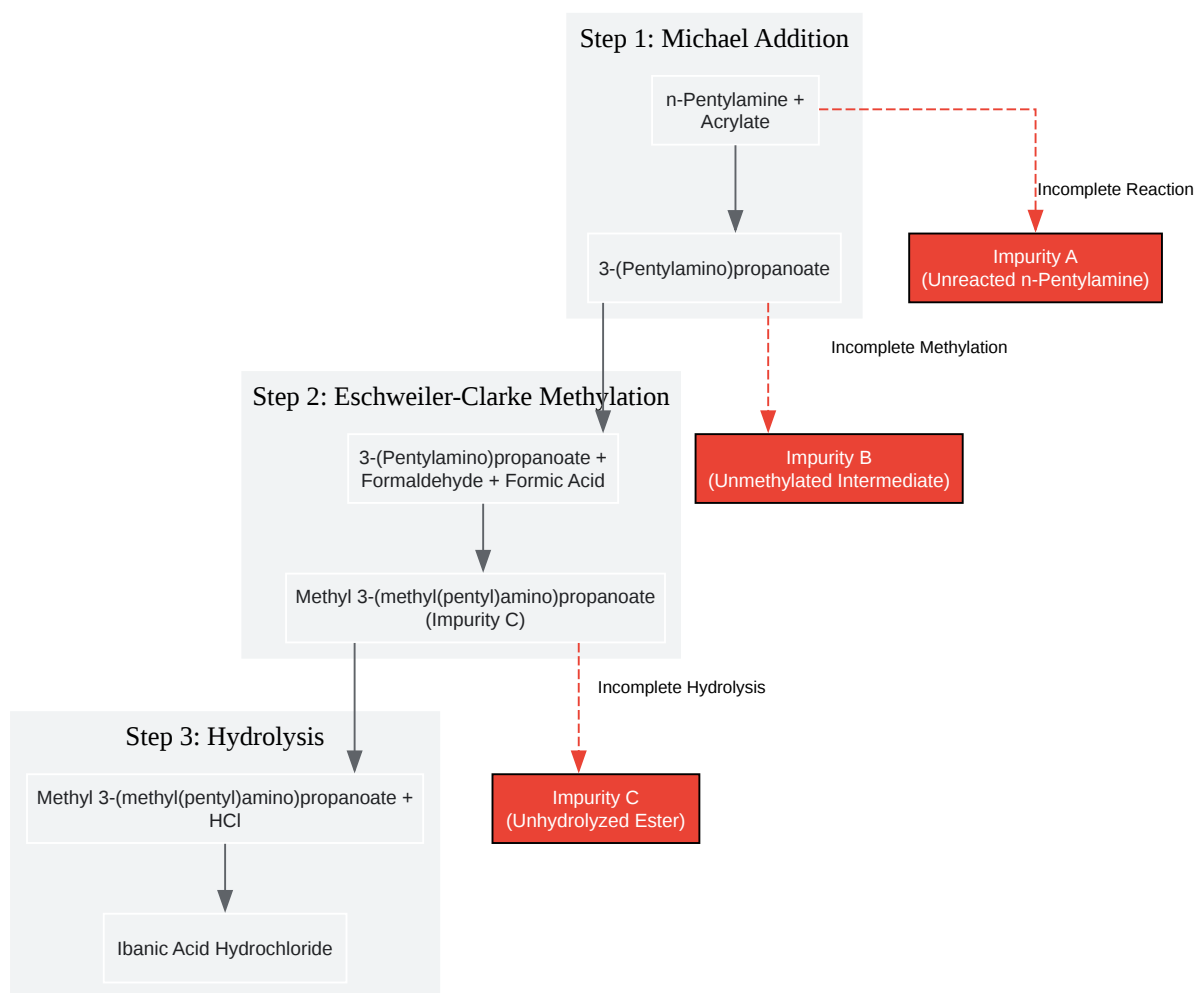 Step 1: Michael Addition
n-Pentylamine +
Acrylate
Incomplete Reaction
3-(Pentylamino)propanoate
Impurity A
(Unreacted n-Pentylamine)
Incomplete Methylation
Step 2: Eschweiler-Clarke Methylation
3-(Pentylamino)propanoate +
Formaldehyde + Formic Acid
Impurity B
(Unmethylated Intermediate)
Methyl 3-(methyl(pentyl)amino)propanoate
(Impurity C)
Incomplete Hydrolysis
Step 3: Hydrolysis
Methyl 3-(methyl(pentyl)amino)propanoate +
HCl
Impurity C
(Unhydrolyzed Ester)
Ibanic Acid Hydrochloride